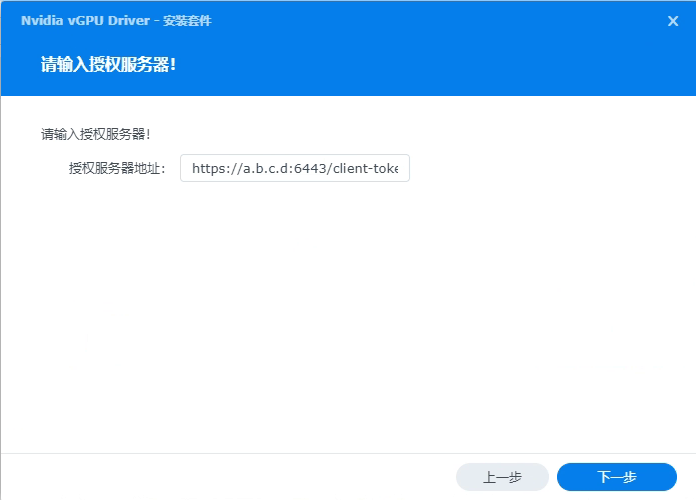 Nvidia vGPU Driver - 安装套件
X
请输入授权服务器!
请输入授权服务器!
授权服务器地址: https://a.b.c.d:6443/client-toke
上一步 下一步